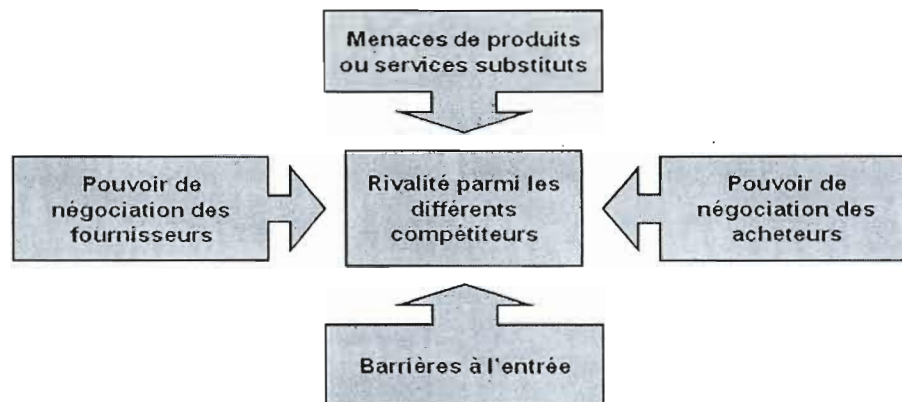 Menaces de produits
ou services substituts
Pouvoir de
négociation des
fournisseurs
Rivalité parmi les
différents
compétiteurs
Pouvoir de
négociation des
acheteurs
Barrières à l'entrée